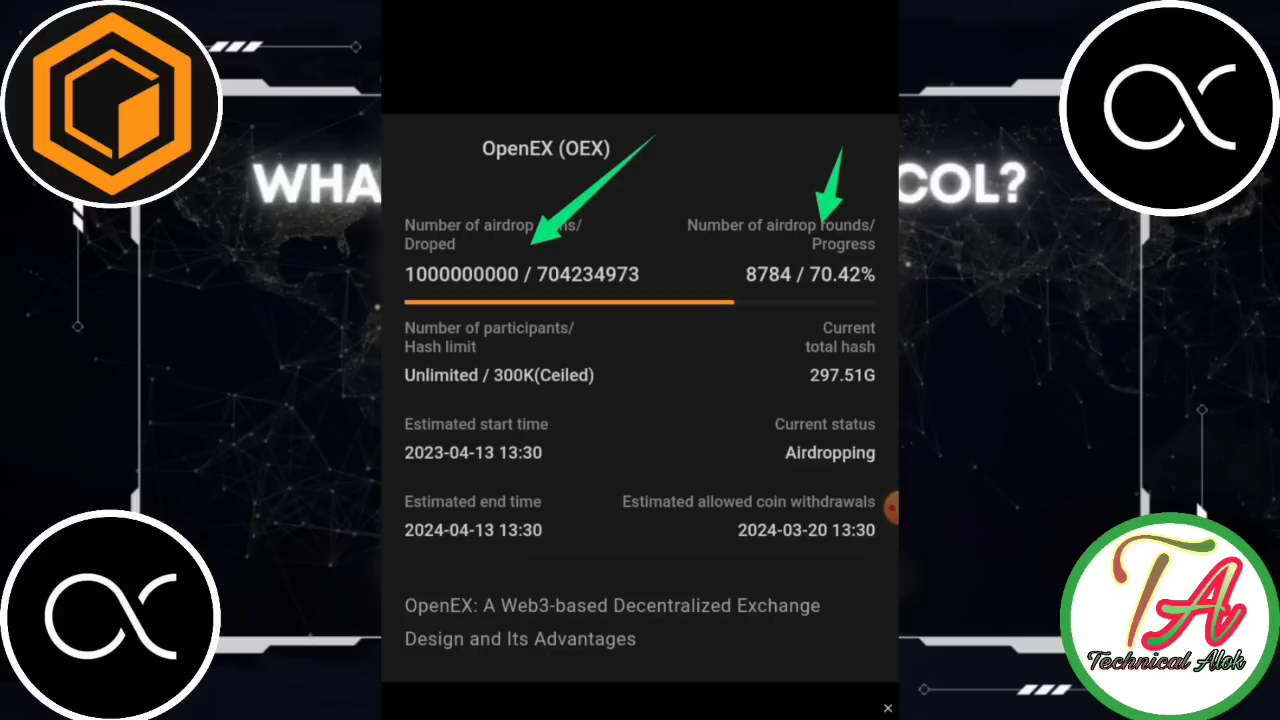 WHA
COL?
OpenEX (OEX)
Number of airdrop
Droped
1000000000 / 704234973
Number of airdrop rounds/
Progress
8784 / 70.42%
Number of participants/
Hash limit
Unlimited / 300K(Ceiled)
Current
total hash
297.51G
Estimated start time
2023-04-13 13:30
Current status
Airdropping
Estimated end time
2024-04-13 13:30
Estimated allowed coin withdrawals
2024-03-20 13:30
OpenEX: A Web3-based Decentralized Exchange
Design and Its Advantages
TA
Technical Alok